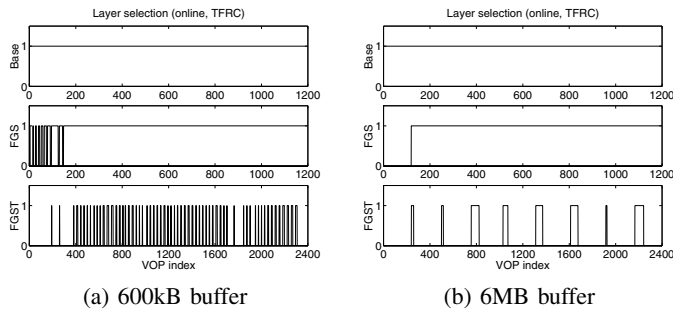 Layer selection (online, TFRC)
Base
1
0
0 200 400 600 800 1000 1200
FGS
1
0
0 200 400 600 800 1000 1200
FGST
1
0
0 400 800 1200 1600 2000 2400
VOP index
(a) 600kB buffer
Layer selection (online, TFRC)
Base
1
0
0 200 400 600 800 1000 1200
FGS
1
0
0 200 400 600 800 1000 1200
FGST
1
0
0 400 800 1200 1600 2000 2400
VOP index
(b) 6MB buffer